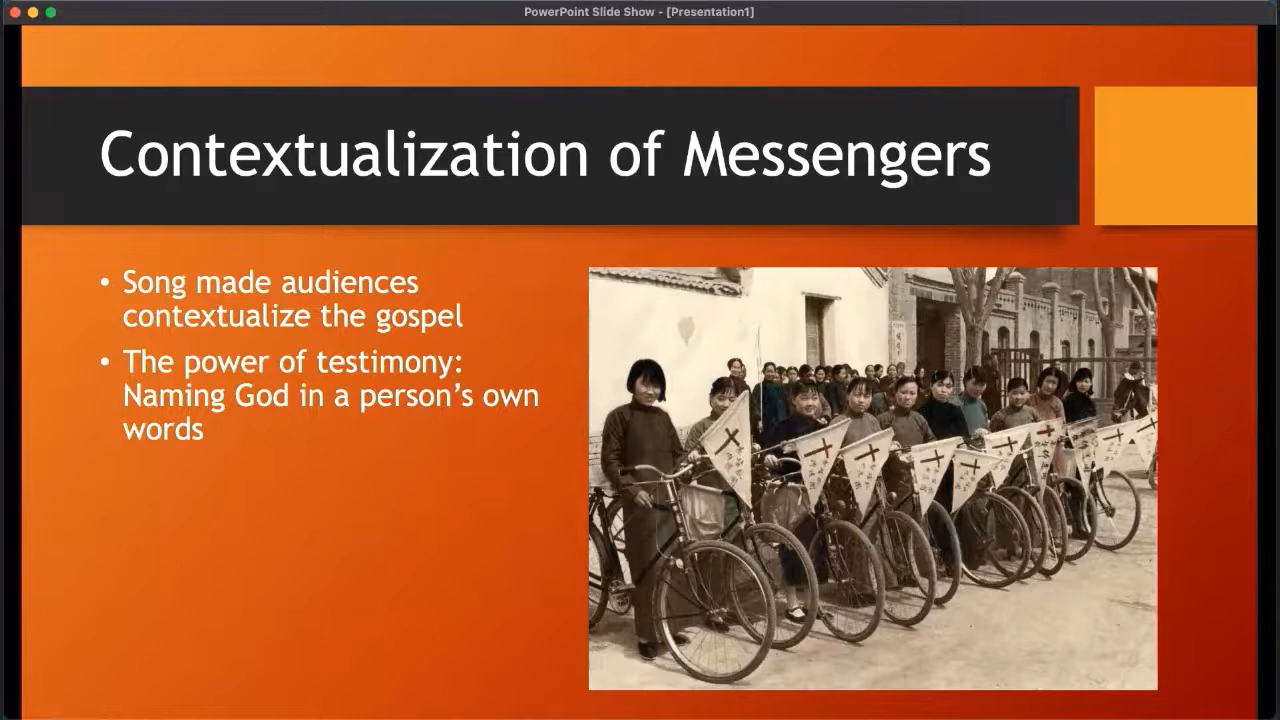 PowerPoint Slide Show - [Presentation1]
Contextualization of Messengers
• Song made audiences
contextualize the gospel
• The power of testimony:
Naming God in a person’s own
words